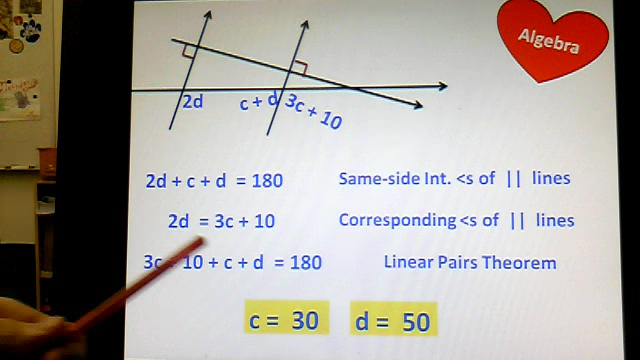 Algebra
2d
c + d
3c + 10
2d + c + d = 180 Same-side Int. <s of || lines
2d = 3c + 10 Corresponding <s of || lines
3c + 10 + c + d = 180 Linear Pairs Theorem
c = 30 d = 50